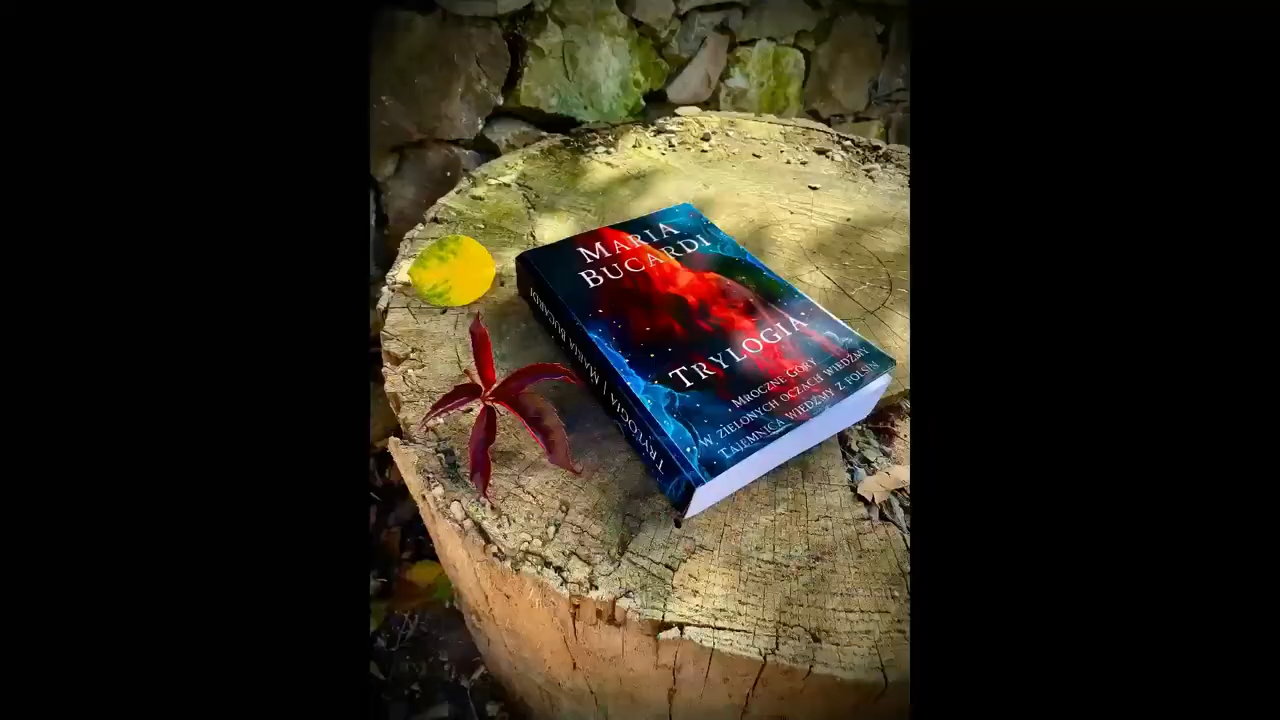 MARIA
BUCARDI
TRYLOGIA
MROCZNE GÓRY
W ZIELONYCH OCZACH WIEDŹMY
TAJEMNICA WIEDŹMY Z FOLSIN
TRYLOGIA | MARIA BUCARDI